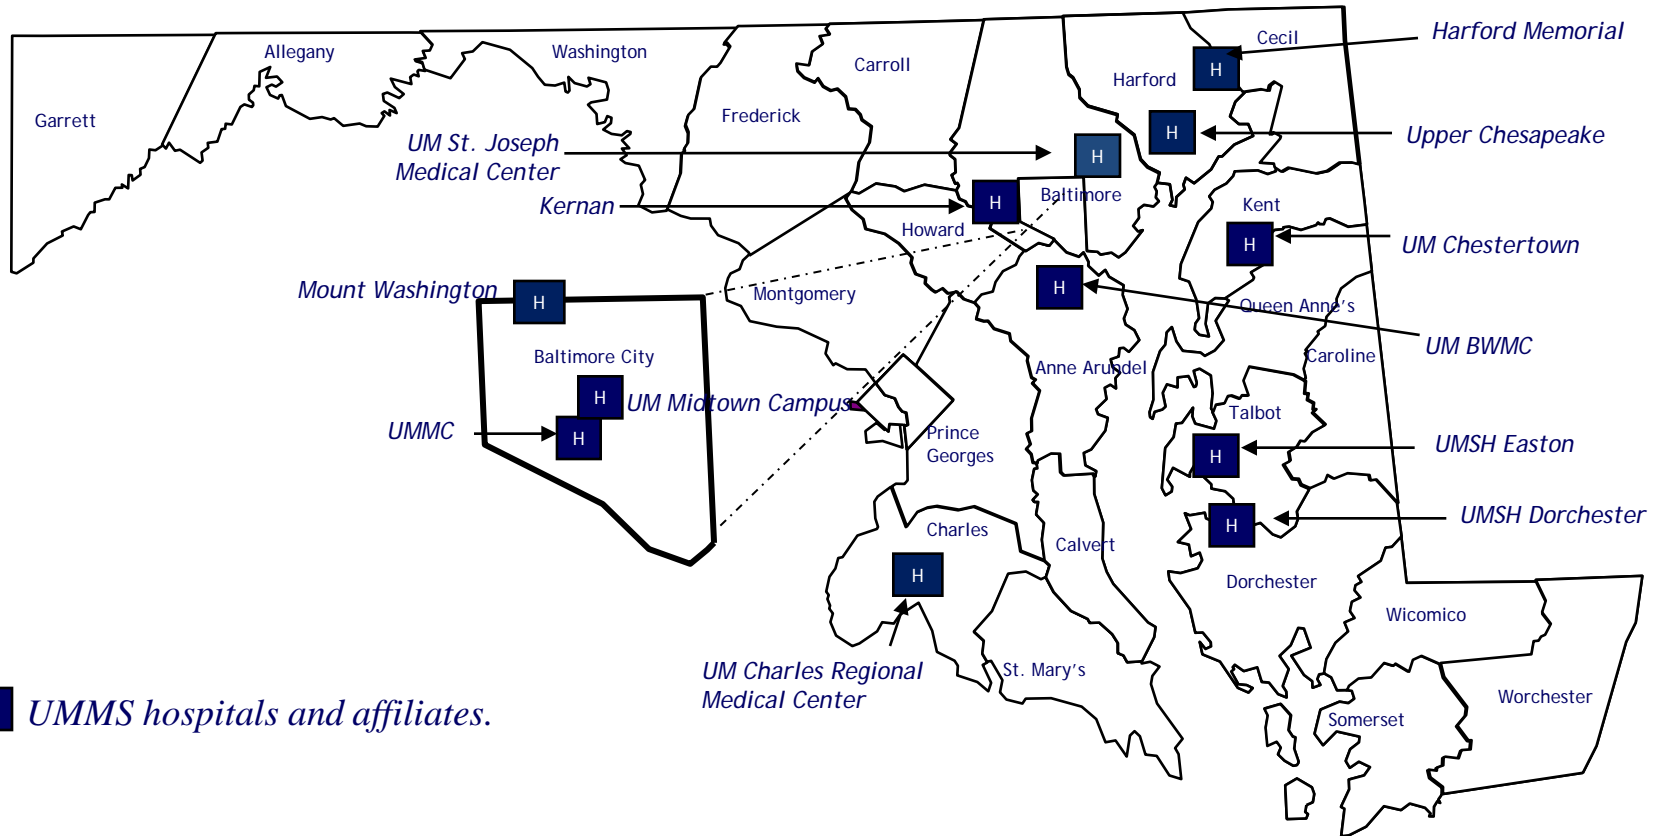 Harford Memorial
Cecil
Allegany
Washington
Carroll
H
Harford
Garrett
Frederick
H
Upper Chesapeake
UM St. Joseph
Medical Center
H
Baltimore
Kernan
H
Howard
Kent
H
UM Chestertown
Mount Washington
H
Montgomery
H
Queen Anne's
UM BWMC
Baltimore City
Caroline
Anne Arundel
H
UM Midtown Campus
Talbot
UMMC
H
Prince
Georges
H
UMSH Easton
Charles
H
UMSH Dorchester
Calvert
H
Dorchester
Wicomico
UM Charles Regional
Medical Center
St. Mary's
Worchester
Somerset
UMMS hospitals and affiliates.